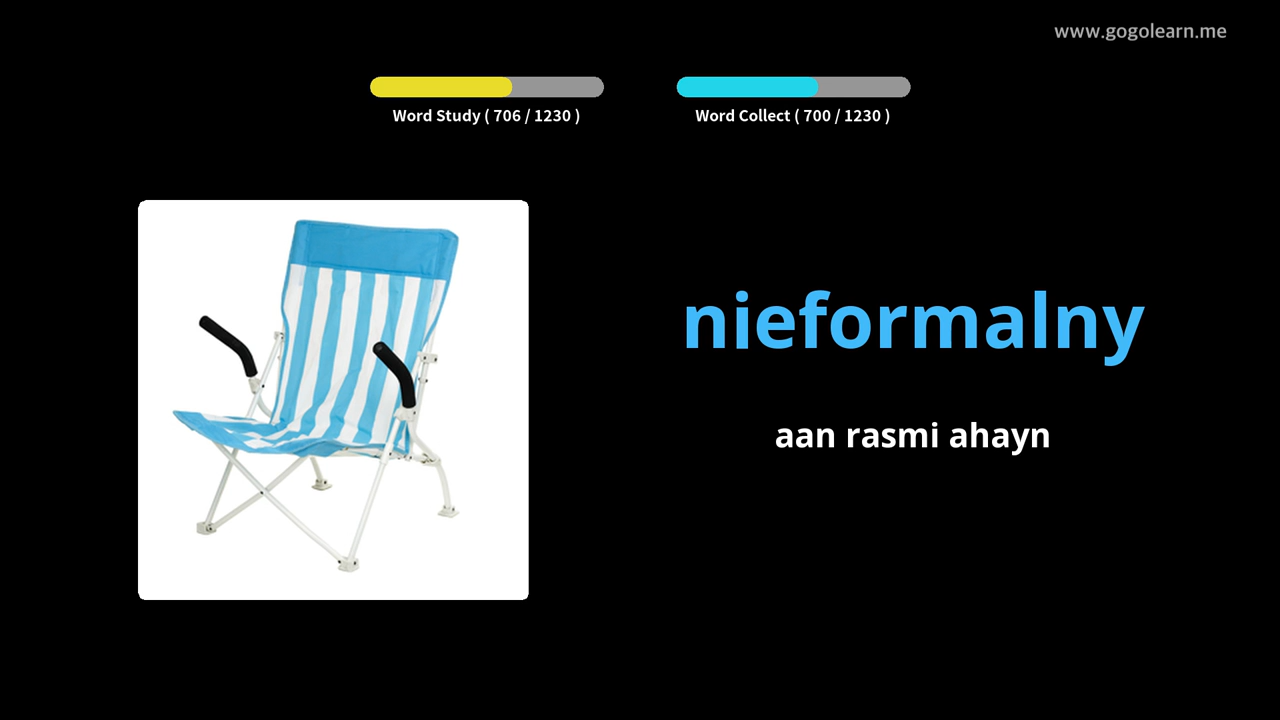 www.gogolearn.me
Word Study ( 706 / 1230 )
Word Collect ( 700 / 1230 )
nieformalny
aan rasmi ahayn